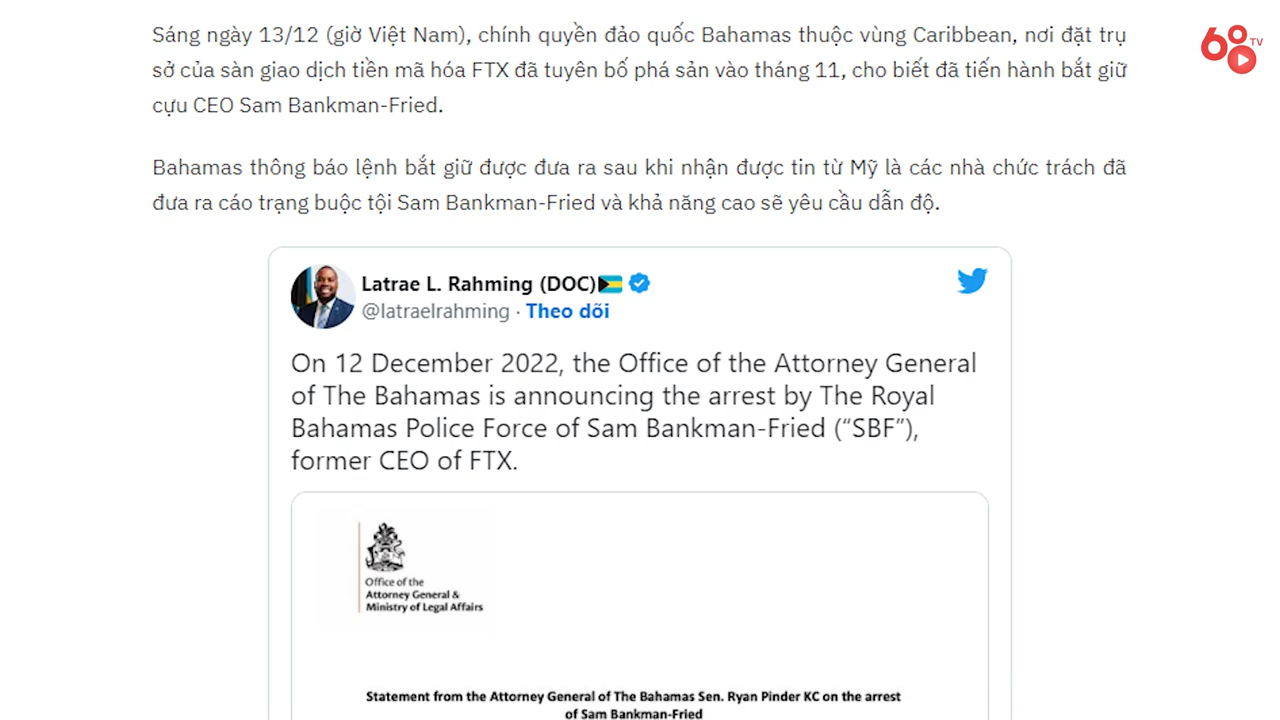 Sáng ngày 13/12 (giờ Việt Nam), chính quyền đảo quốc Bahamas thuộc vùng Caribbean, nơi đặt trụ
sở của sàn giao dịch tiền mã hóa FTX đã tuyên bố phá sản vào tháng 11, cho biết đã tiến hành bắt giữ
cựu CEO Sam Bankman-Fried.
Bahamas thông báo lệnh bắt giữ được đưa ra sau khi nhận được tin từ Mỹ là các nhà chức trách đã
đưa ra cáo trạng buộc tội Sam Bankman-Fried và khả năng cao sẽ yêu cầu dẫn độ.
68 TV
Latrae L. Rahming (DOC)
@latraelrahming · Theo dõi
On 12 December 2022, the Office of the Attorney General
of The Bahamas is announcing the arrest by The Royal
Bahamas Police Force of Sam Bankman-Fried (“SBF”),
former CEO of FTX.
Office of the
Attorney General &
Ministry of Legal Affairs
Statement from the Attorney General of The Bahamas Sen. Ryan Pinder KC on the arrest
of Sam Bankman-Fried